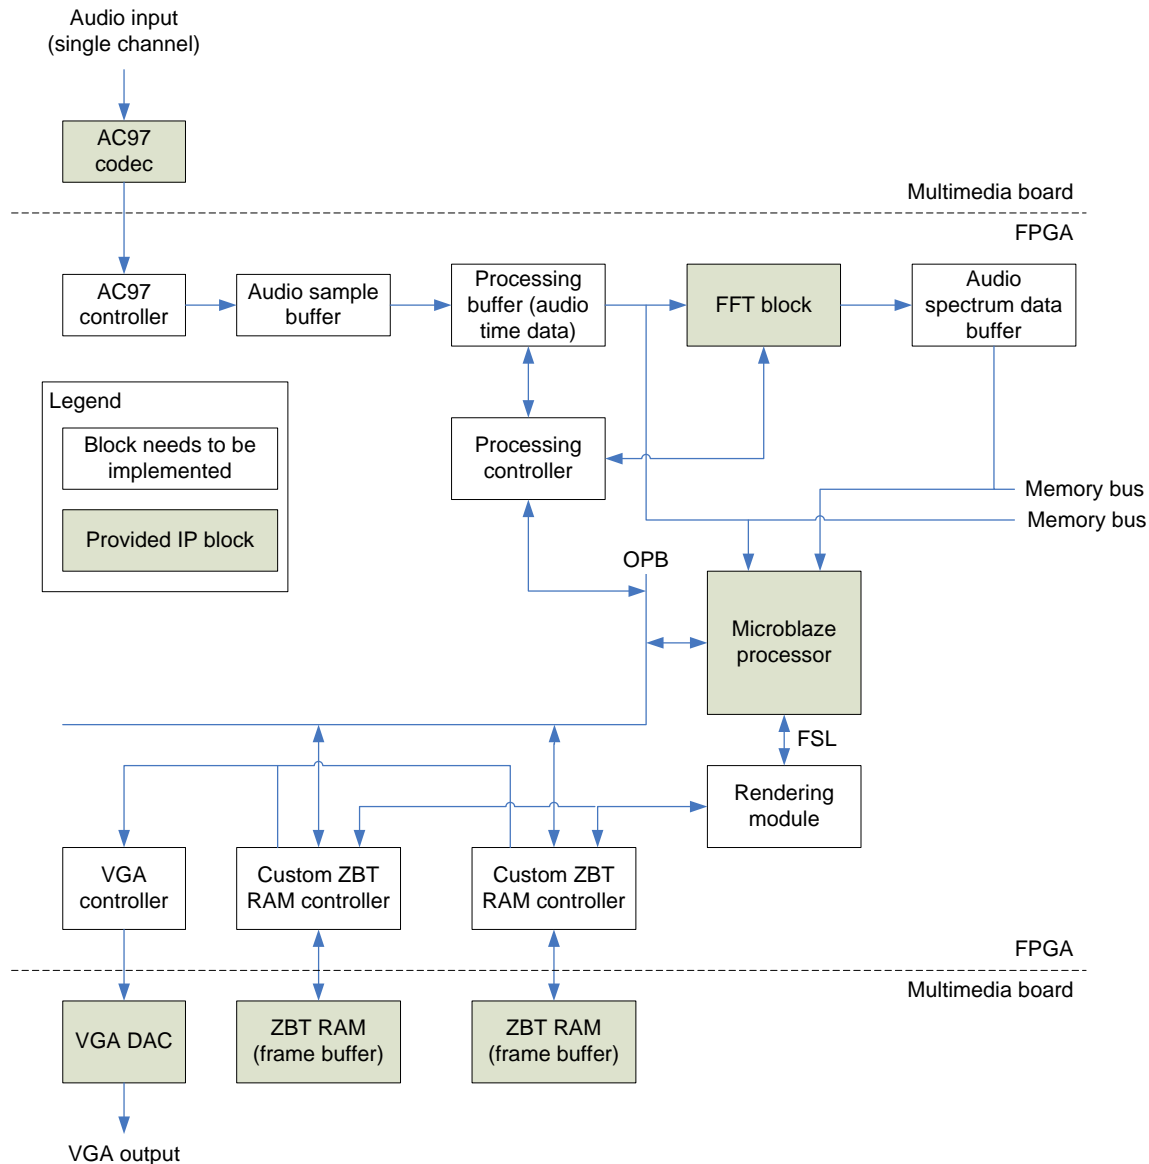 Audio input
(single channel)
AC97
codec
Multimedia board
FPGA
AC97
controller
Audio sample
buffer
Processing
buffer (audio
time data)
FFT block
Audio
spectrum data
buffer
Legend
Block needs to be
implemented
Provided IP block
Processing
controller
Memory bus
Memory bus
OPB
Microblaze
processor
FSL
Rendering
module
VGA
controller
Custom ZBT
RAM controller
Custom ZBT
RAM controller
FPGA
Multimedia board
VGA DAC
ZBT RAM
(frame buffer)
ZBT RAM
(frame buffer)
VGA output